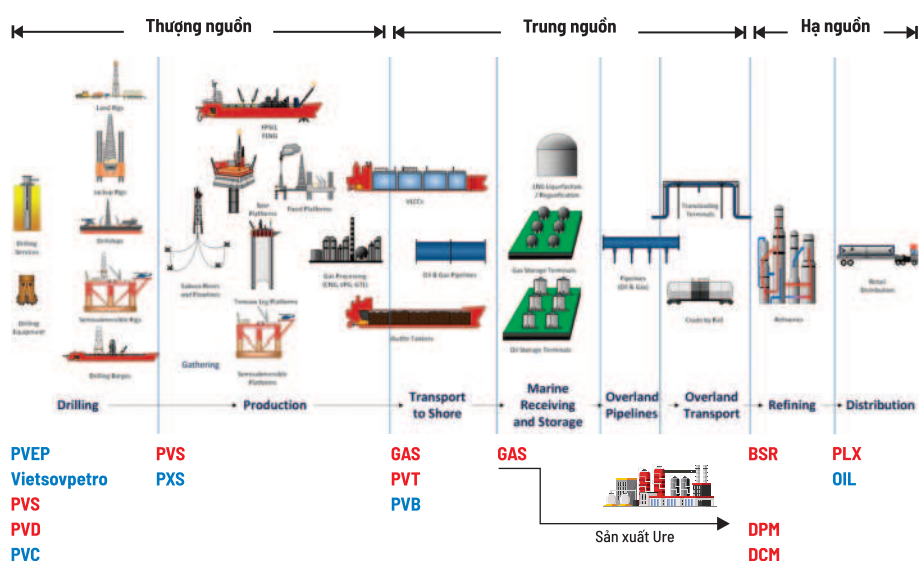 Thượng nguồn
Trung nguồn
Hạ nguồn
Land Rigs
Jackup Rigs
Drilling
Services
Drillships
Drilling
Equipment
Semisubmersible Rigs
Drilling Barges
FPSO,
Spar
Platforms
Fixed Platforms
Subsea Risers
and Flowlines
Tension Leg Platforms
Gas Processing
(CNG, LPG, GTL)
Gathering
Semisubmersible
Platforms
VLCCs
Oil & Gas Pipelines
Shuttle Tankers
LNG Liquefaction
/ Regasification
Gas Storage Terminals
Oil Storage Terminals
Pipelines
(Oil & Gas)
Transloading
Terminals
Crude by Rail
Refineries
Retail
Distribution
Drilling
Production
Transport
to Shore
Marine
Receiving
and Storage
Overland
Pipelines
Overland
Transport
Refining
Distribution
PVEP
Vietsovpetro
PVS
PVD
PVC
PVS
PXS
GAS
PVT
PVB
GAS
Sản xuất Ure
BSR
DPM
DCM
PLX
OIL